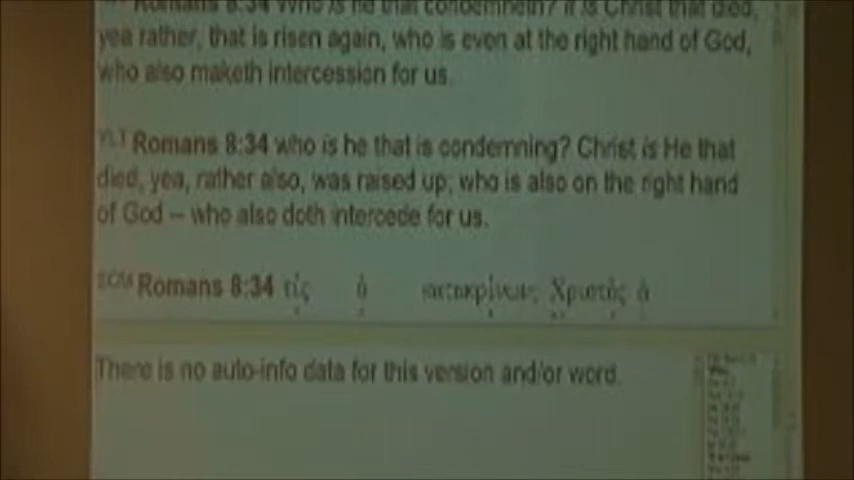 Romans 8:34 Who is he that condemneth? It is Christ that died,
yea rather, that is risen again, who is even at the right hand of God,
who also maketh intercession for us.
YLT Romans 8:34 who is he that is condemning? Christ is He that
died, yea, rather also, was raised up; who is also on the right hand
of God -- who also doth intercede for us.
Romans 8:34 τίς ὁ Χριστὸς ὁ
There is no auto-info data for this version and/or word.